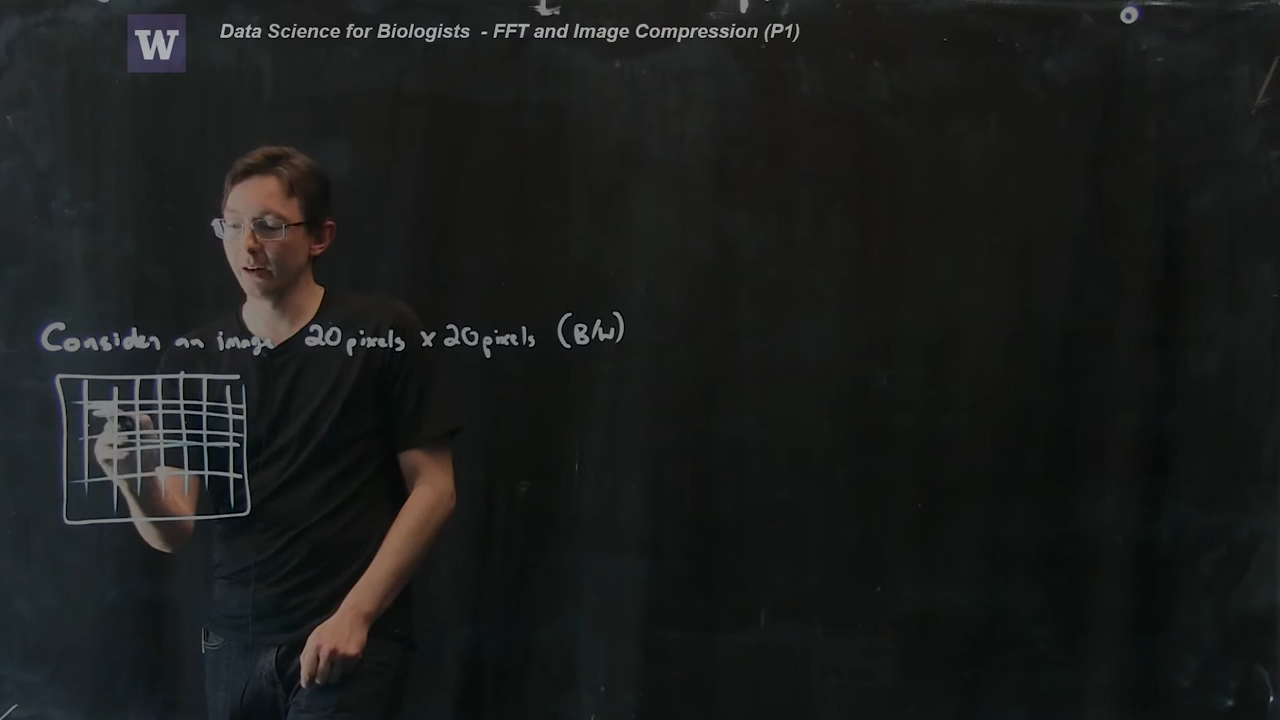 W
Data Science for Biologists - FFT and Image Compression (P1)
Consider an image 20 pixels x 20 pixels (B/W)